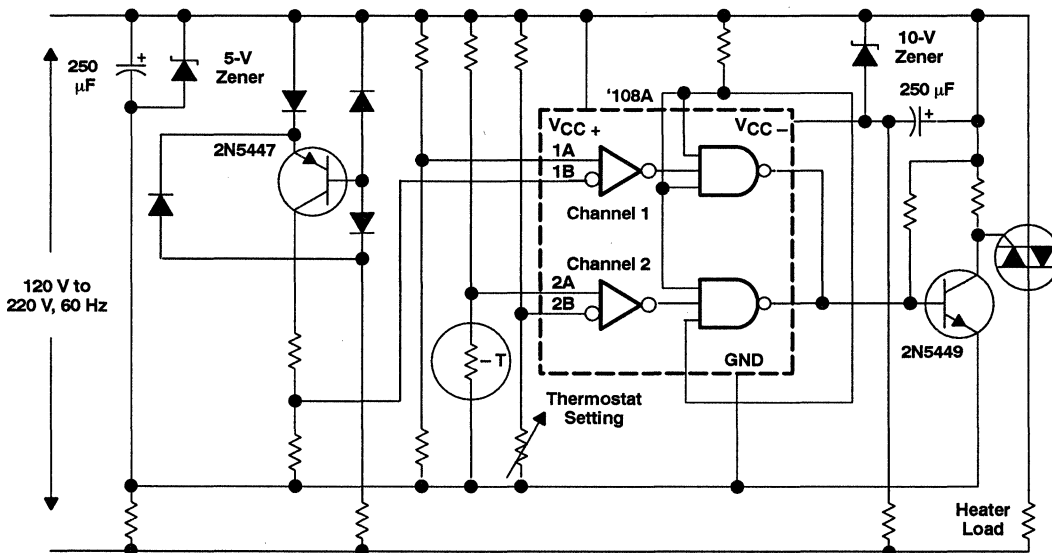 250
μF
5-V
Zener
2N5447
120 V to
220 V, 60 Hz
– T
Thermostat
Setting
'108A
VCC +
VCC –
1A
1B
Channel 1
Channel 2
2A
2B
GND
10-V
Zener
250 μF
2N5449
Heater
Load
+
+